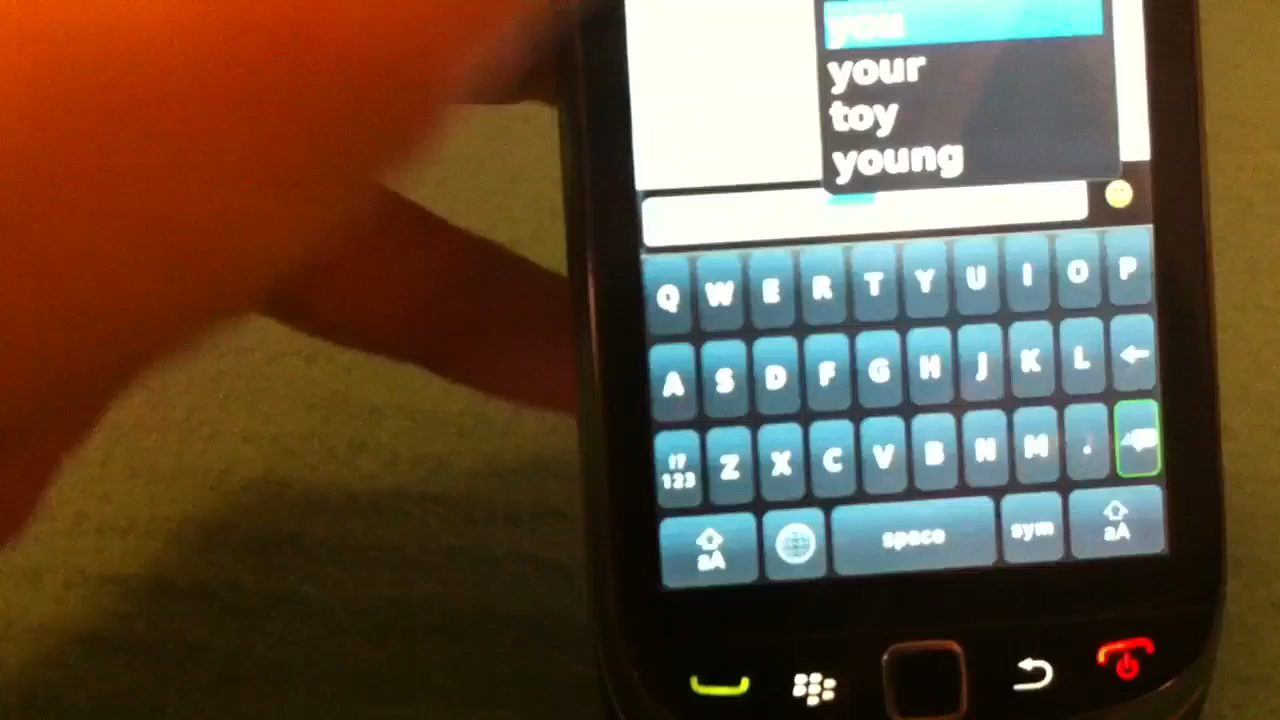 you
your
toy
young
Q W E R T Y U I O P
A S D F G H J K L
!?
123 Z X C V B N M .
aA space sym aA